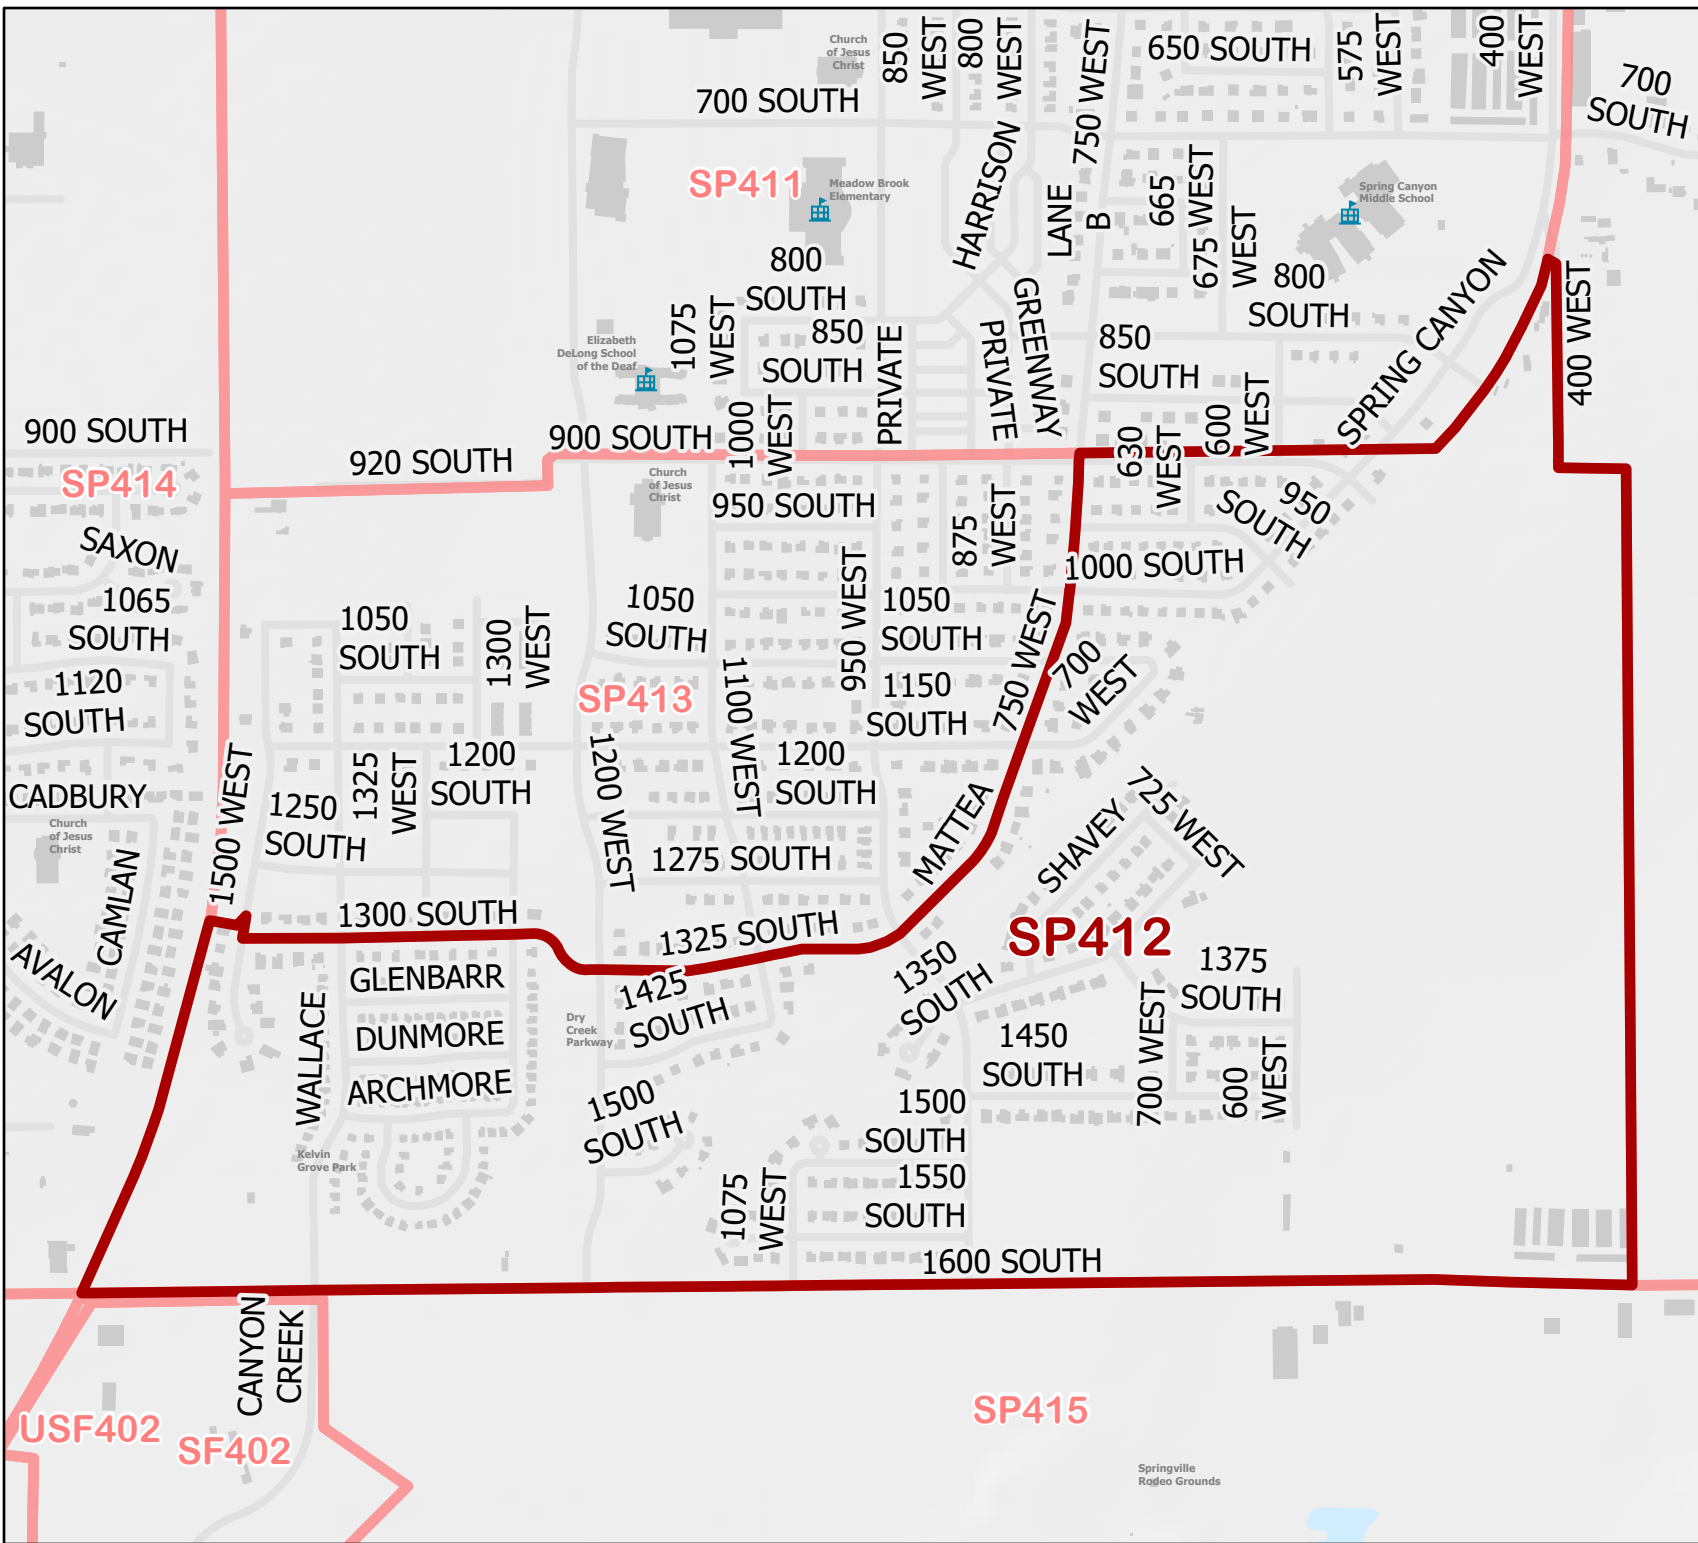 850
WEST
800
WEST
750 WEST
650 SOUTH
575
WEST
400
WEST
700
SOUTH
Church
of Jesus
Christ
700 SOUTH
SP411
Meadow Brook
Elementary
HARRISON
LANE
B
665
WEST
675
WEST
Spring Canyon
Middle School
800
SOUTH
800
SOUTH
400 WEST
1075
WEST
850
SOUTH
PRIVATE
PRIVATE
GREENWAY
850
SOUTH
SPRING CANYON
Elizabeth
DeLong School
of the Deaf
900 SOUTH
920 SOUTH
900 SOUTH
1000
WEST
630
WEST
600
WEST
SP414
Church
of Jesus
Christ
950 SOUTH
875
WEST
950
SOUTH
SAXON
1000 SOUTH
1065
SOUTH
1050
SOUTH
1300
WEST
1050
SOUTH
950 WEST
1050
SOUTH
750 WEST
700
WEST
1120
SOUTH
SP413
1100 WEST
1150
SOUTH
1500 WEST
1325
WEST
1200
SOUTH
1200 WEST
1200
SOUTH
725 WEST
CADBURY
1250
SOUTH
MATTEA
SHAVEY
Church
of Jesus
Christ
CAMLAN
1275 SOUTH
1300 SOUTH
1325 SOUTH
SP412
AVALON
GLENBARR
1425
SOUTH
1350
SOUTH
1375
SOUTH
WALLACE
DUNMORE
Dry
Creek
Parkway
1450
SOUTH
700 WEST
600
WEST
ARCHMORE
1500
SOUTH
1500
SOUTH
Kelvin
Grove Park
1075
WEST
1550
SOUTH
1600 SOUTH
CANYON
CREEK
USF402
SF402
SP415
Springville
Rodeo Grounds